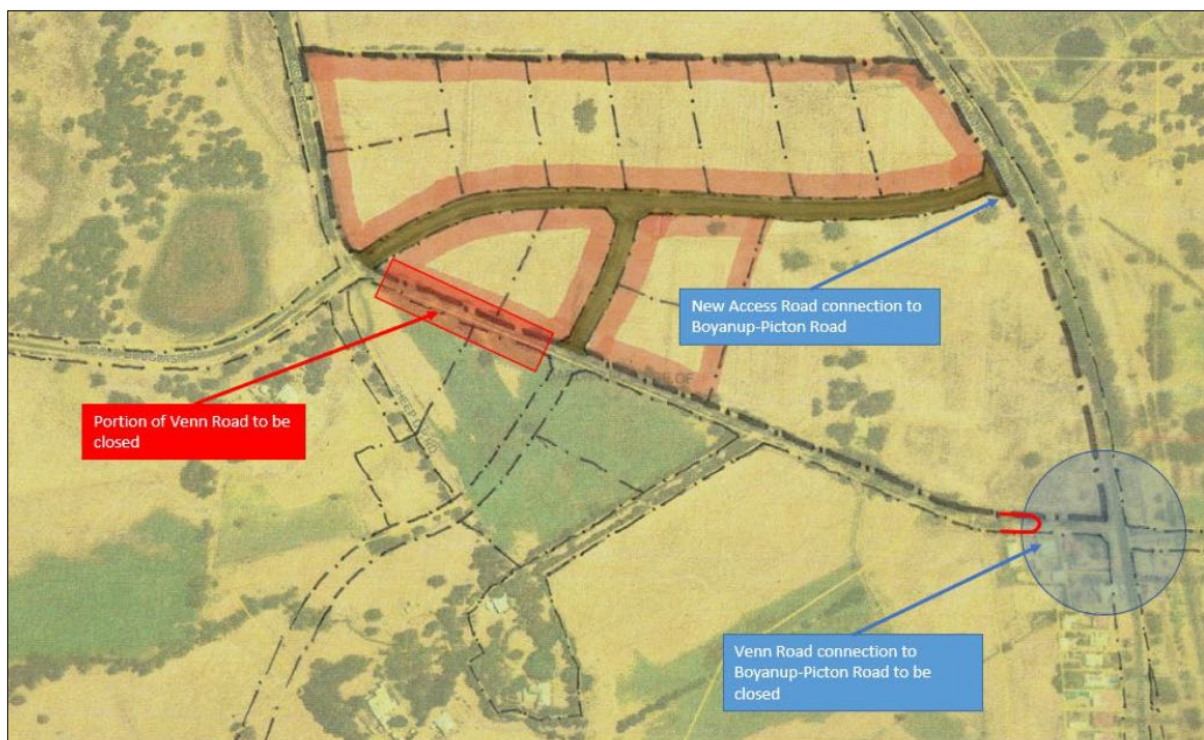 New Access Road connection to
Boyanup-Picton Road
Portion of Venn Road to be
closed
Venn Road connection to
Boyanup-Picton Road to be
closed